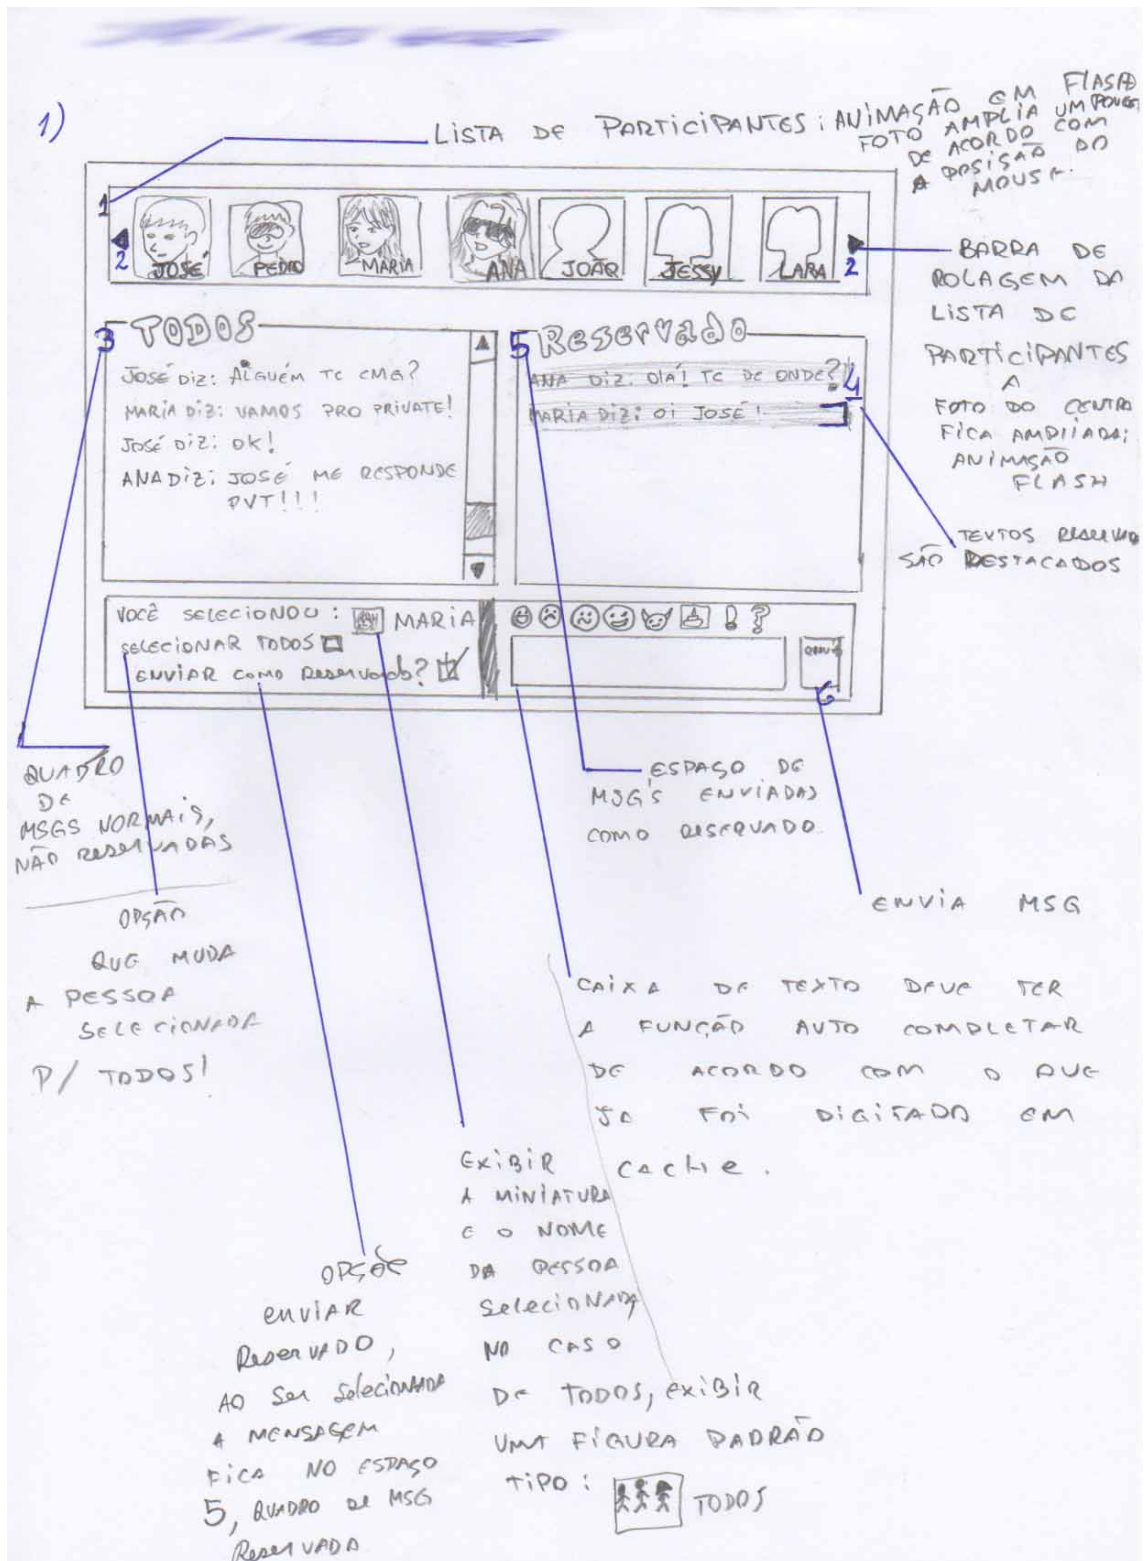 1)
LISTA DE PARTICIPANTES: ANIMAÇÃO EM FLASH
FOTO AMPLIA UM POUCO
DE ACORDO COM
A POSISÃO DO
MOUSE.
1
2
JOSÉ PEDRO MARIA ANA JOÃO JESSY LARA
2
BARRA DE
ROLAGEM DA
LISTA DE
PARTICIPANTES
A
FOTO DO CENTRO
FICA AMPLIADA;
ANIMAÇÃO
FLASH
3 TODOS
JOSÉ DIZ: ALGUÉM TC CMG?
MARIA DIZ: VAMOS PRO PRIVATE!
JOSÉ DIZ: OK!
ANA DIZ: JOSÉ ME RESPONDE
PVT!!!
5 Reservado
ANA DIZ: OLÁ! TC DE ONDE?
4
MARIA DIZ: OI JOSÉ!
TEXTOS RESERVADO
SÃO DESTACADOS
VOCÊ SELECIONOU: MARIA
SELECIONAR TODOS
ENVIAR COMO RESERVADO?
! ?
6
QUADRO
DE
MSGS NORMAIS,
NÃO RESERVADAS
OPSÃO
QUE MUDA
A PESSOA
SELECIONADA
P/ TODOS!
ESPAÇO DE
MSG'S ENVIADAS
COMO RESERVADO.
ENVIA MSG
CAIXA DE TEXTO DEVE TER
A FUNÇÃO AUTO COMPLETAR
DE ACORDO COM O QUE
JÁ FOI DIGITADO EM
cache.
EXIBIR
A MINIATURA
E O NOME
DA PESSOA
SELECIONADA
NO CASO
DE TODOS, EXIBIR
UMA FIGURA PADRÃO
TIPO: TODOS
OPSÕE
ENVIAR
RESERVADO,
AO SER SELECIONADA
A MENSAGEM
FICA NO ESPAÇO
5, QUADRO DE MSG
RESERVADA